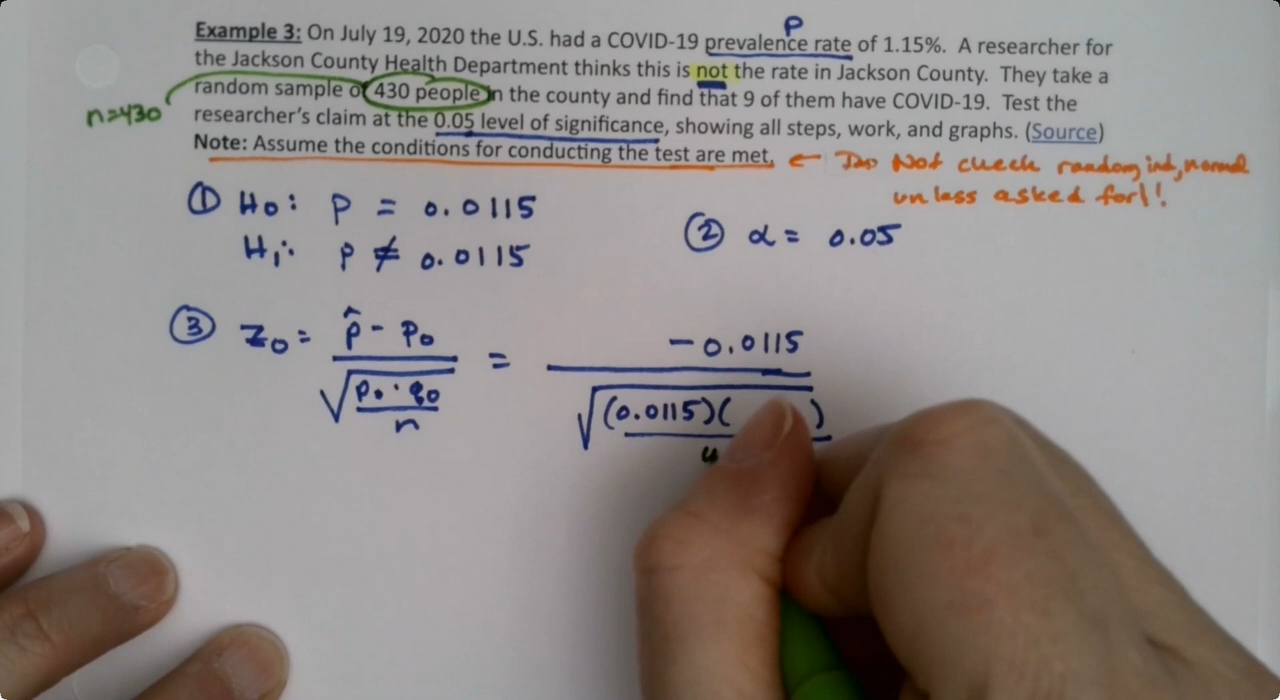 P
Example 3: On July 19, 2020 the U.S. had a COVID-19 prevalence rate of 1.15%. A researcher for
the Jackson County Health Department thinks this is not the rate in Jackson County. They take a
random sample of 430 people in the county and find that 9 of them have COVID-19. Test the
n=430
researcher's claim at the 0.05 level of significance, showing all steps, work, and graphs. (Source)
Note: Assume the conditions for conducting the test are met. ← Do Not check random, ind, normal
unless asked for!!
① H₀: P = 0.0115
② α = 0.05
H₁: P ≠ 0.0115
③ Z₀ = (p̂ - p₀) / √(p₀ · q₀ / n) = - 0.0115 / √((0.0115)( ) / 4